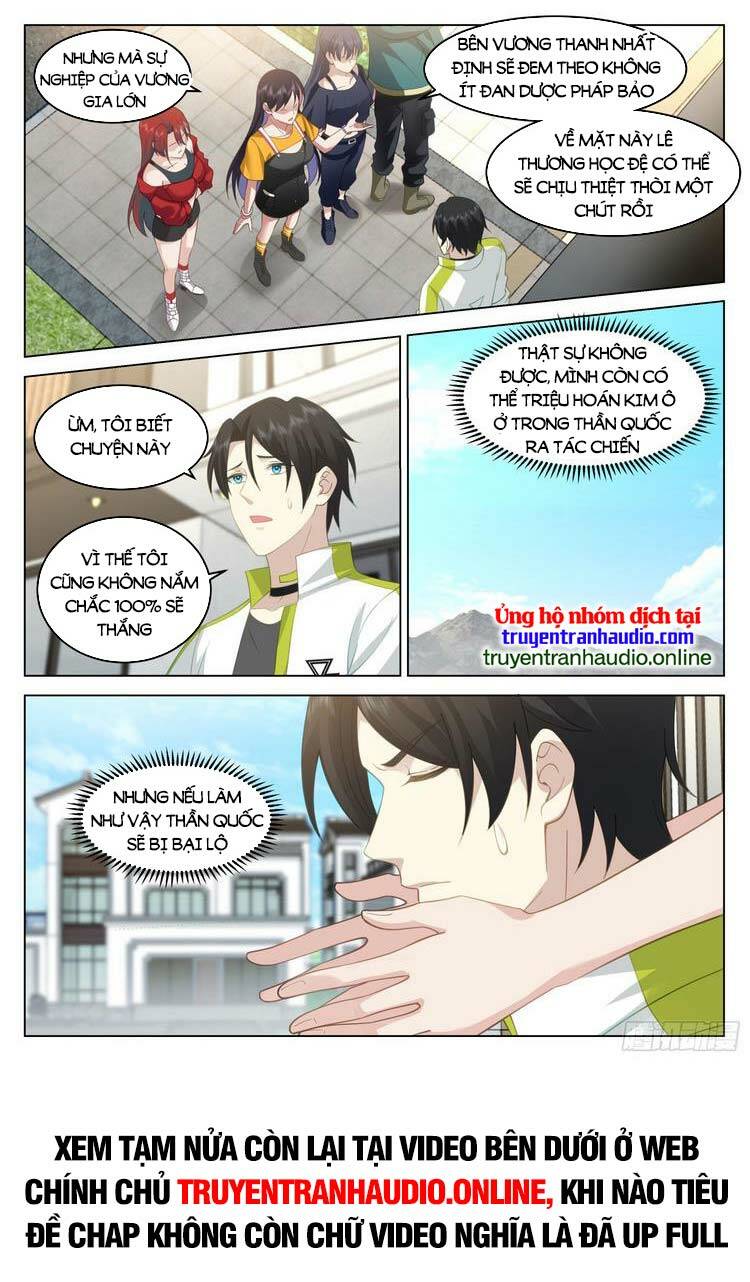 NHƯNG MÀ SỰ
NGHIỆP CỦA VƯƠNG
GIA LỚN
BÊN VƯƠNG THANH NHẤT
ĐỊNH SẼ ĐEM THEO KHÔNG
ÍT ĐAN DƯỢC PHÁP BẢO
VỀ MẶT NÀY LÊ
THƯƠNG HỌC ĐỆ CÓ THỂ
SẼ CHỊU THIỆT THÒI MỘT
CHÚT RỒI
ỪM, TÔI BIẾT
CHUYỆN NÀY
VÌ THẾ TÔI
CŨNG KHÔNG NẮM
CHẮC 100% SẼ
THẮNG
THẬT SỰ KHÔNG
ĐƯỢC, MÌNH CÒN CÓ
THỂ TRIỆU HOÁN KIM Ô
Ở TRONG THẦN QUỐC
RA TÁC CHIẾN
Ủng hộ nhóm dịch tại
truyentranhaudio.com
truyentranhaudio.online
NHƯNG NẾU LÀM
NHƯ VẬY THẦN QUỐC
SẼ BỊ BẠI LỘ
XEM TẠM NỬA CÒN LẠI TẠI VIDEO BÊN DƯỚI Ở WEB
CHÍNH CHỦ TRUYENTRANHAUDIO.ONLINE, KHI NÀO TIÊU
ĐỀ CHAP KHÔNG CÒN CHỮ VIDEO NGHĨA LÀ ĐÃ UP FULL